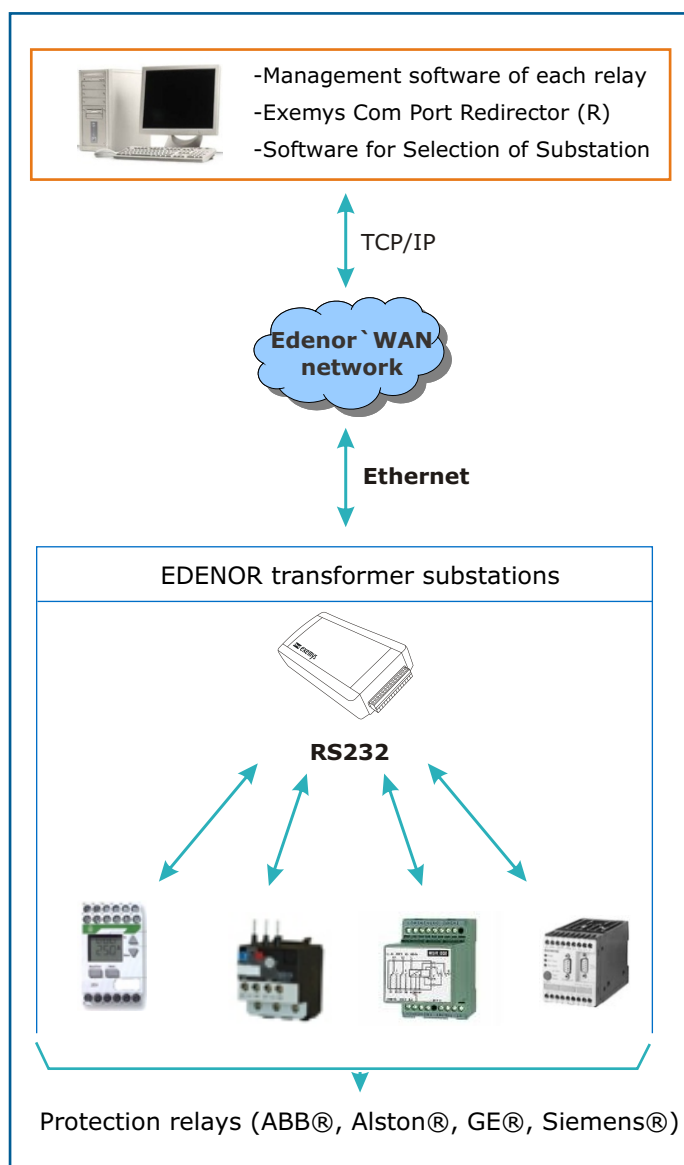 -Management software of each relay
-Exemys Com Port Redirector (R)
-Software for Selection of Substation
TCP/IP
Edenor`WAN
network
Ethernet
EDENOR transformer substations
exemys
RS232
Protection relays (ABB®, Alston®, GE®, Siemens®)